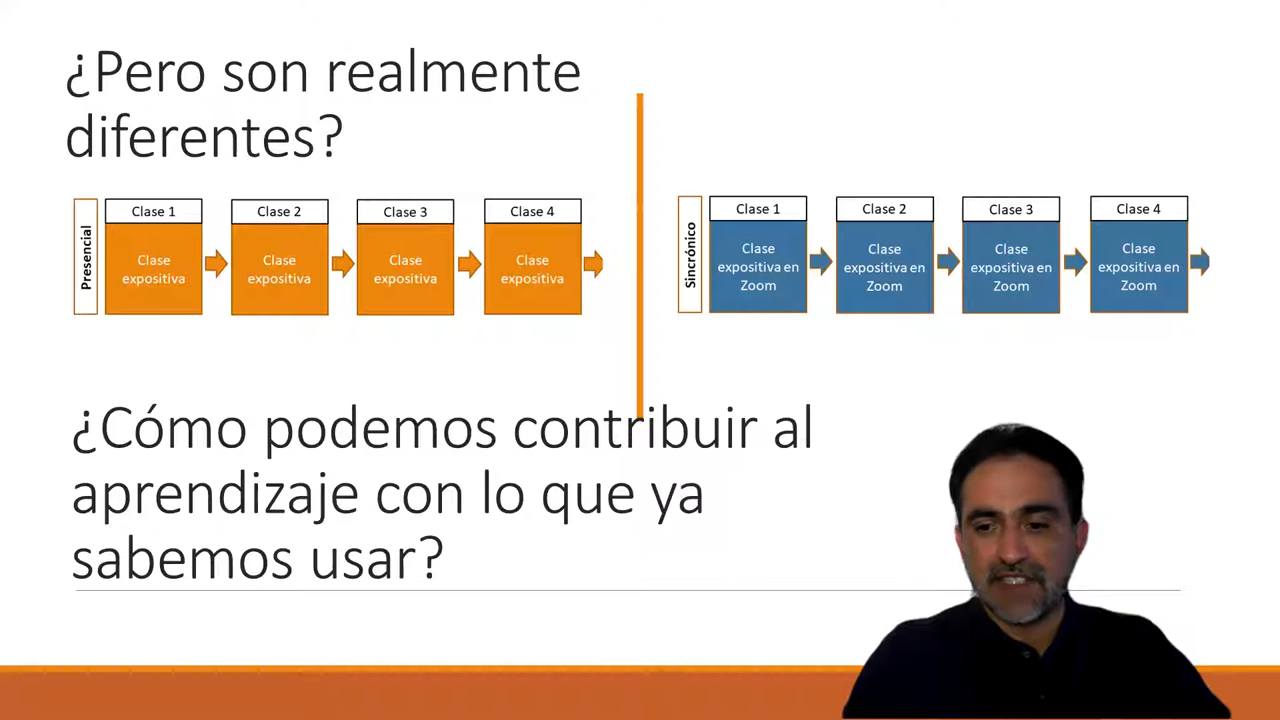 ¿Pero son realmente
diferentes?
Presencial
Clase 1
Clase
expositiva
Clase 2
Clase
expositiva
Clase 3
Clase
expositiva
Clase 4
Clase
expositiva
Sincrónico
Clase 1
Clase
expositiva en
Zoom
Clase 2
Clase
expositiva en
Zoom
Clase 3
Clase
expositiva en
Zoom
Clase 4
Clase
expositiva en
Zoom
¿Cómo podemos contribuir al
aprendizaje con lo que ya
sabemos usar?